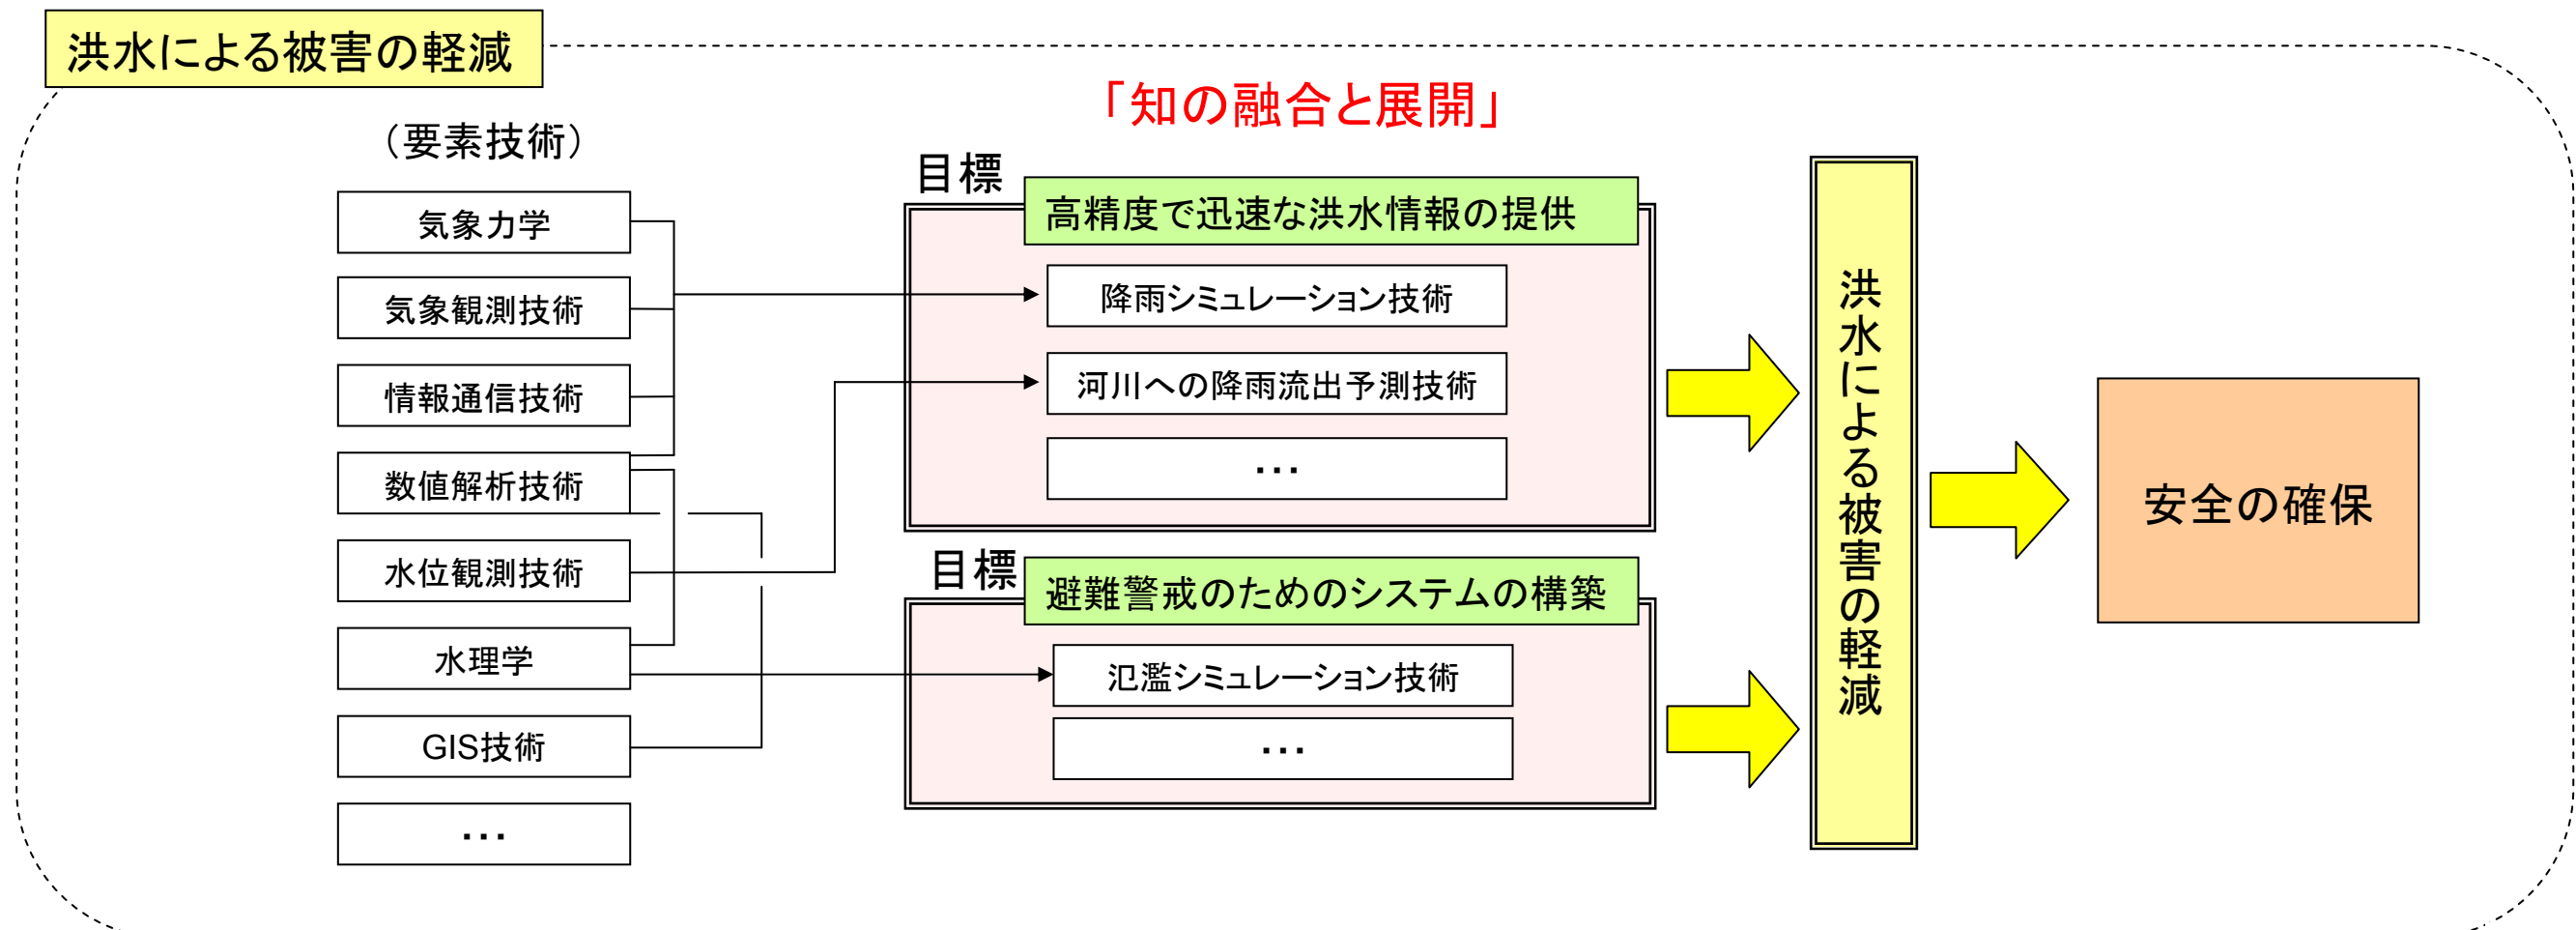 洪水による被害の軽減
「知の融合と展開」
（要素技術）
気象力学
気象観測技術
情報通信技術
数値解析技術
水位観測技術
水理学
GIS技術
・・・
目標
高精度で迅速な洪水情報の提供
降雨シミュレーション技術
河川への降雨流出予測技術
・・・
目標
避難警戒のためのシステムの構築
氾濫シミュレーション技術
・・・
洪水による被害の軽減
安全の確保